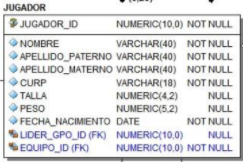 JUGADOR
JUGADOR_ID NUMERIC(10,0) NOT NULL
NOMBRE VARCHAR(40) NOT NULL
APELLIDO_PATERNO VARCHAR(40) NOT NULL
APELLIDO_MATERNO VARCHAR(40) NOT NULL
CURP VARCHAR(18) NOT NULL
TALLA NUMERIC(4,2) NULL
PESO NUMERIC(5,2) NULL
FECHA_NACIMIENTO DATE NOT NULL
LIDER_GPO_ID (FK) NUMERIC(10,0) NULL
EQUIPO_ID (FK) NUMERIC(10,0) NOT NULL